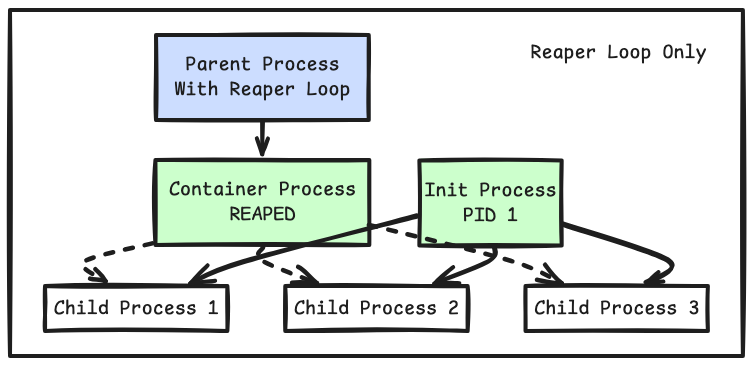 Reaper Loop Only
Parent Process
With Reaper Loop
Container Process
REAPED
Init Process
PID 1
Child Process 1
Child Process 2
Child Process 3